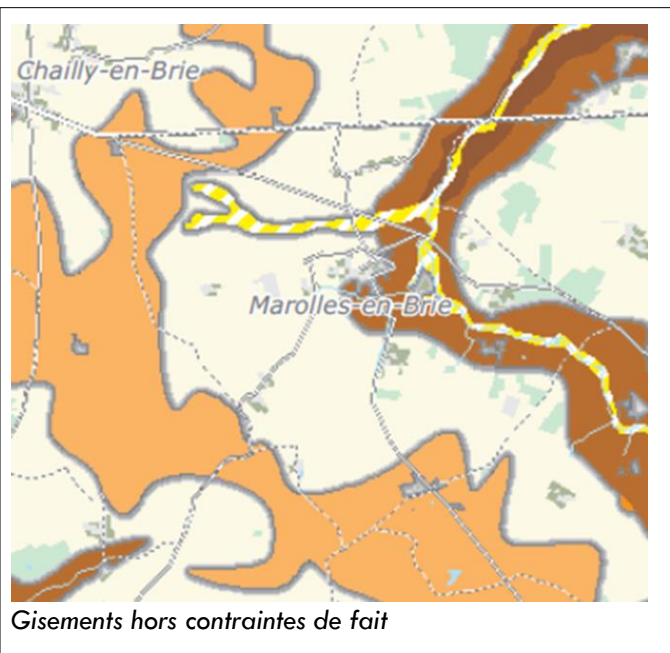 Chailly-en-Brie
Marolles-en-Brie
Gisements hors contraintes de fait